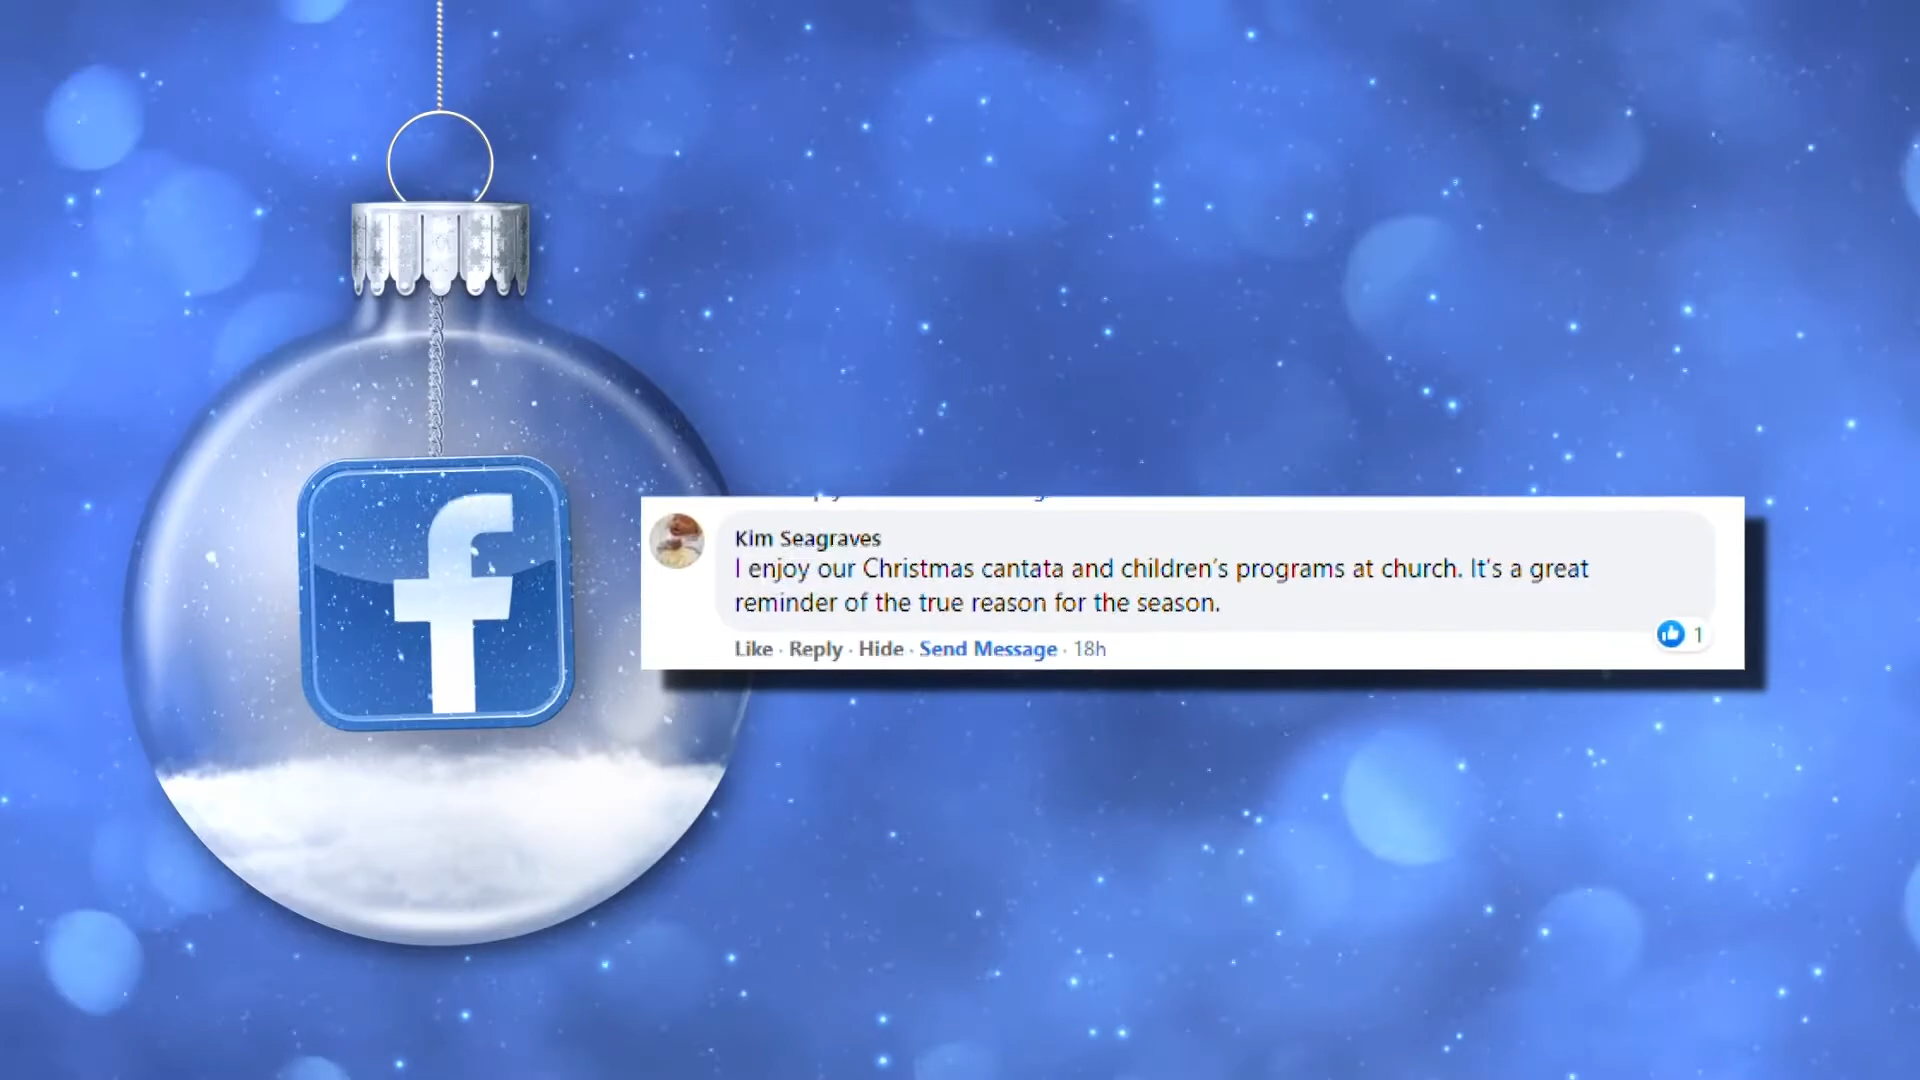 Kim Seagraves
I enjoy our Christmas cantata and children's programs at church. It's a great
reminder of the true reason for the season.
Like · Reply · Hide · Send Message · 18h
1